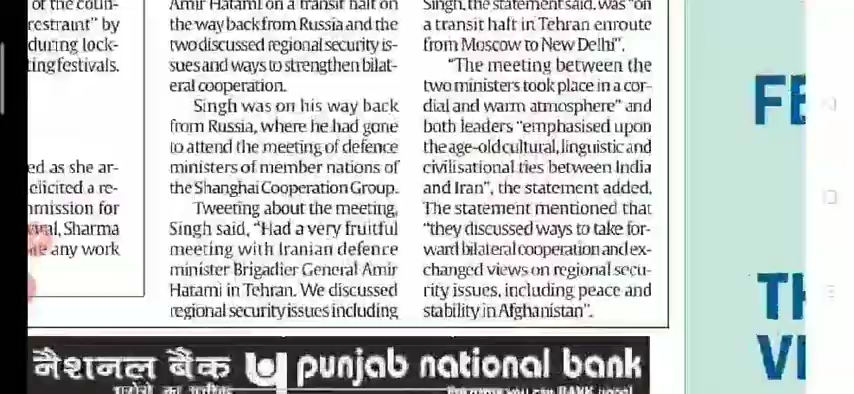 of the coun-
restraint" by
during lock-
ting festivals.
ed as she ar-
elicited a re-
mmission for
viral, Sharma
any work
Amir Hatami on a transit halt on
the way back from Russia and the
two discussed regional security is-
sues and ways to strengthen bilat-
eral cooperation.
Singh was on his way back
from Russia, where he had gone
to attend the meeting of defence
ministers of member nations of
the Shanghai Cooperation Group.
Tweeting about the meeting,
Singh said, "Had a very fruitful
meeting with Iranian defence
minister Brigadier General Amir
Hatami in Tehran. We discussed
regional security issues including
Singh, the statement said, was "on
a transit halt in Tehran enroute
from Moscow to New Delhi".
"The meeting between the
two ministers took place in a cor-
dial and warm atmosphere" and
both leaders "emphasised upon
the age-old cultural, linguistic and
civilisational ties between India
and Iran", the statement added.
The statement mentioned that
"they discussed ways to take for-
ward bilateral cooperation and ex-
changed views on regional secu-
rity issues, including peace and
stability in Afghanistan".
नैशनल बैंक punjab national bank
FE
TH
VI